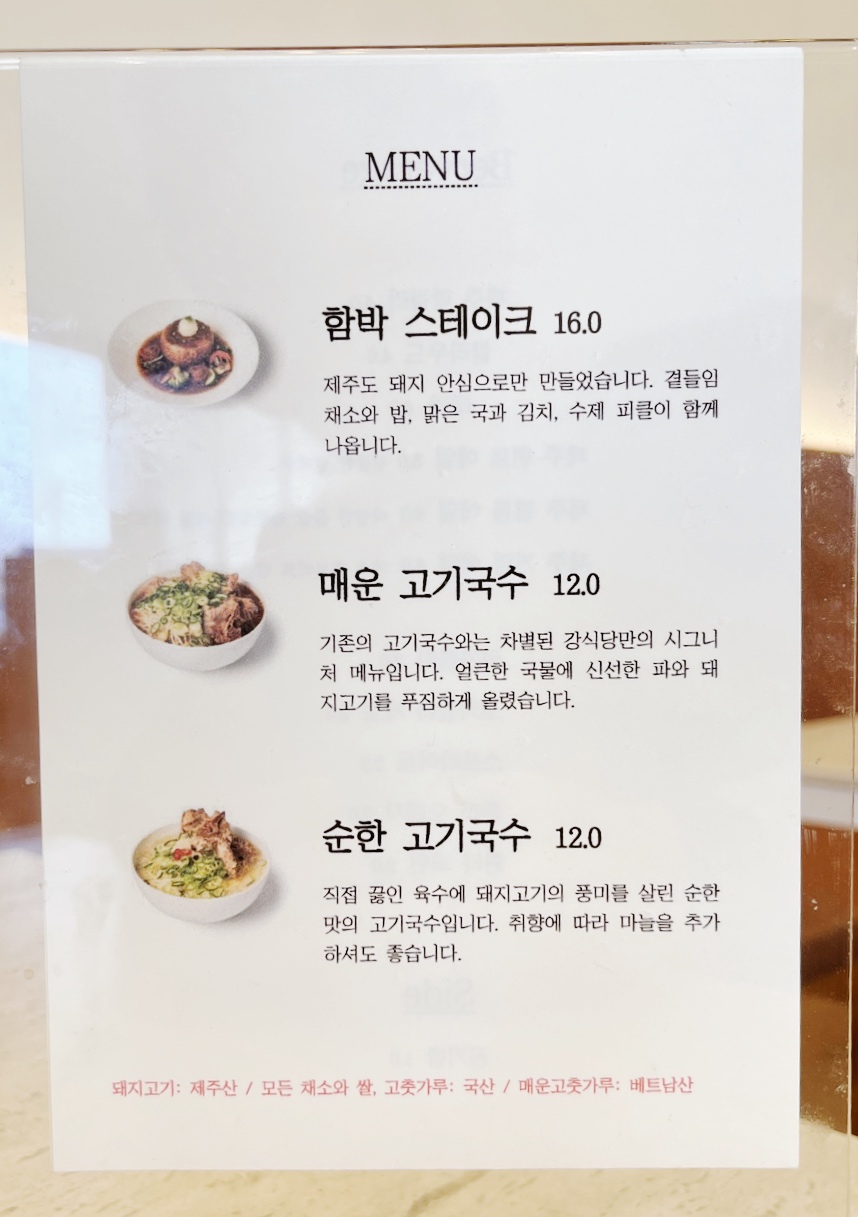 MENU
함박 스테이크 16.0
제주도 돼지 안심으로만 만들었습니다. 곁들임
채소와 밥, 맑은 국과 김치, 수제 피클이 함께
나옵니다.
매운 고기국수 12.0
기존의 고기국수와는 차별된 강식당만의 시그니
처 메뉴입니다. 얼큰한 국물에 신선한 파와 돼
지고기를 푸짐하게 올렸습니다.
순한 고기국수 12.0
직접 끓인 육수에 돼지고기의 풍미를 살린 순한
맛의 고기국수입니다. 취향에 따라 마늘을 추가
하셔도 좋습니다.
돼지고기: 제주산 / 모든 채소와 쌀, 고춧가루: 국산 / 매운고춧가루: 베트남산